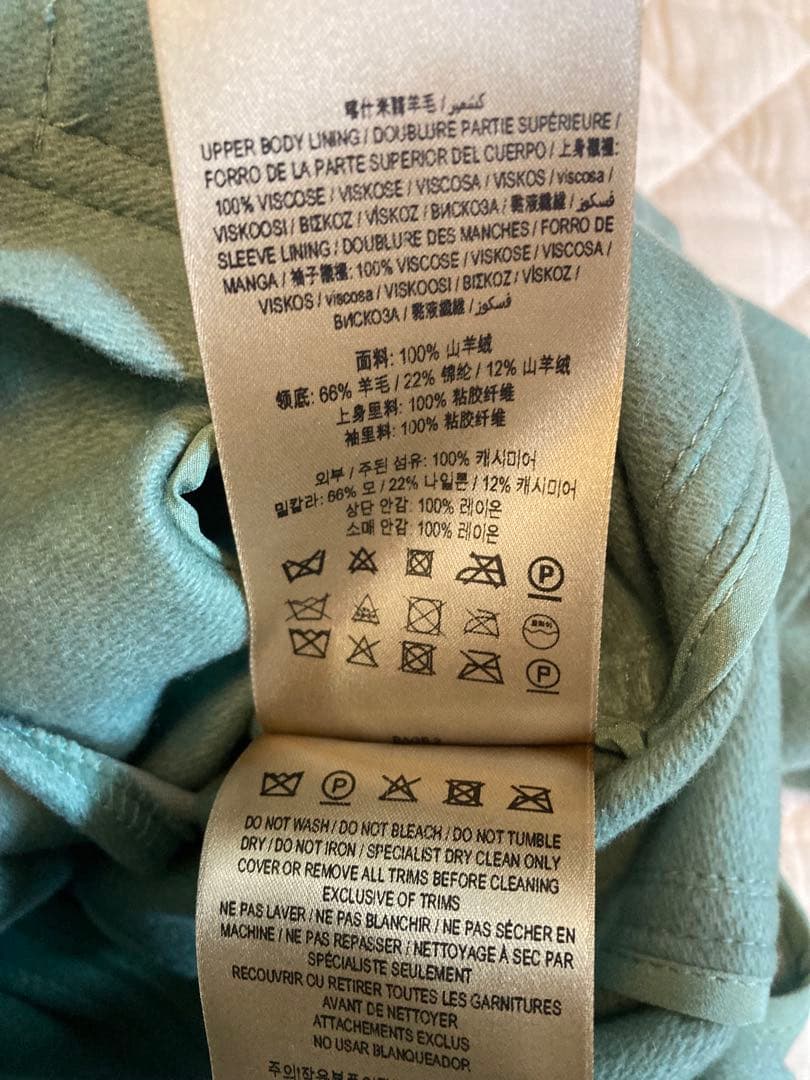 喀什米爾羊毛 / كشمير /
UPPER BODY LINING / DOUBLURE PARTIE SUPÉRIEURE /
FORRO DE LA PARTE SUPERIOR DEL CUERPO / 上身襯裡:
100% VISCOSE / VISKOSE / VISCOSA / VISKOS / viscosa /
VISKOOSI / ΒΙΣΚΟΖ / VİSKOZ / ВИСКОЗА / 黏液纖維 / فسكوز
SLEEVE LINING / DOUBLURE DES MANCHES / FORRO DE
MANGA / 袖子襯裡: 100% VISCOSE / VISKOSE / VISCOSA /
VISKOS / viscosa / VISKOOSI / ΒΙΣΚΟΖ / VİSKOZ /
ВИСКОЗА / 黏液纖維 / فسكوز
面料: 100% 山羊绒
领底: 66% 羊毛 / 22% 锦纶 / 12% 山羊绒
上身里料: 100% 粘胶纤维
袖里料: 100% 粘胶纤维
외부 / 주된 섬유: 100% 캐시미어
밑칼라: 66% 모 / 22% 나일론 / 12% 캐시미어
상단 안감: 100% 레이온
소매 안감: 100% 레이온
P
드라이
P
P
DO NOT WASH / DO NOT BLEACH / DO NOT TUMBLE
DRY / DO NOT IRON / SPECIALIST DRY CLEAN ONLY
COVER OR REMOVE ALL TRIMS BEFORE CLEANING
EXCLUSIVE OF TRIMS
NE PAS LAVER / NE PAS BLANCHIR / NE PAS SÉCHER EN
MACHINE / NE PAS REPASSER / NETTOYAGE À SEC PAR
SPÉCIALISTE SEULEMENT
RECOUVRIR OU RETIRER TOUTES LES GARNITURES
AVANT DE NETTOYER
ATTACHEMENTS EXCLUS
NO USAR BLANQUEADOR